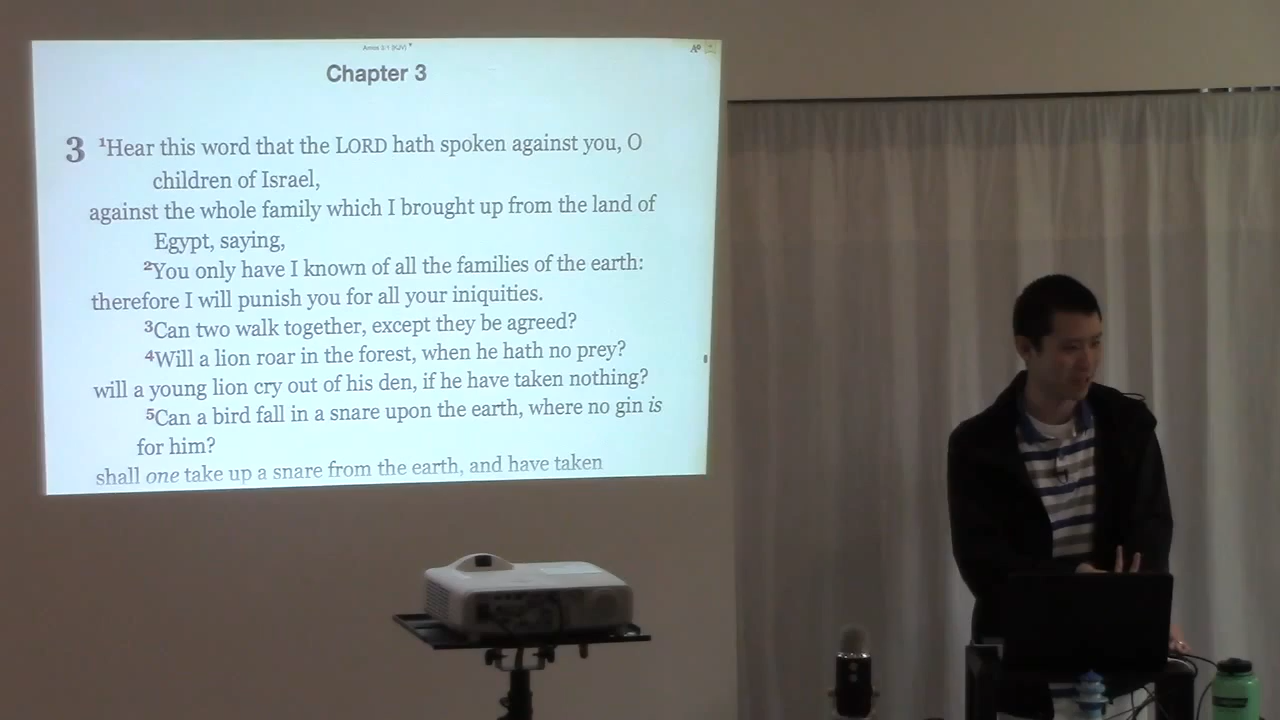 Amos 3:1 (KJV)
Chapter 3
3 ¹Hear this word that the LORD hath spoken against you, O
children of Israel,
against the whole family which I brought up from the land of
Egypt, saying,
²You only have I known of all the families of the earth:
therefore I will punish you for all your iniquities.
³Can two walk together, except they be agreed?
⁴Will a lion roar in the forest, when he hath no prey?
will a young lion cry out of his den, if he have taken nothing?
⁵Can a bird fall in a snare upon the earth, where no gin is
for him?
shall one take up a snare from the earth, and have taken